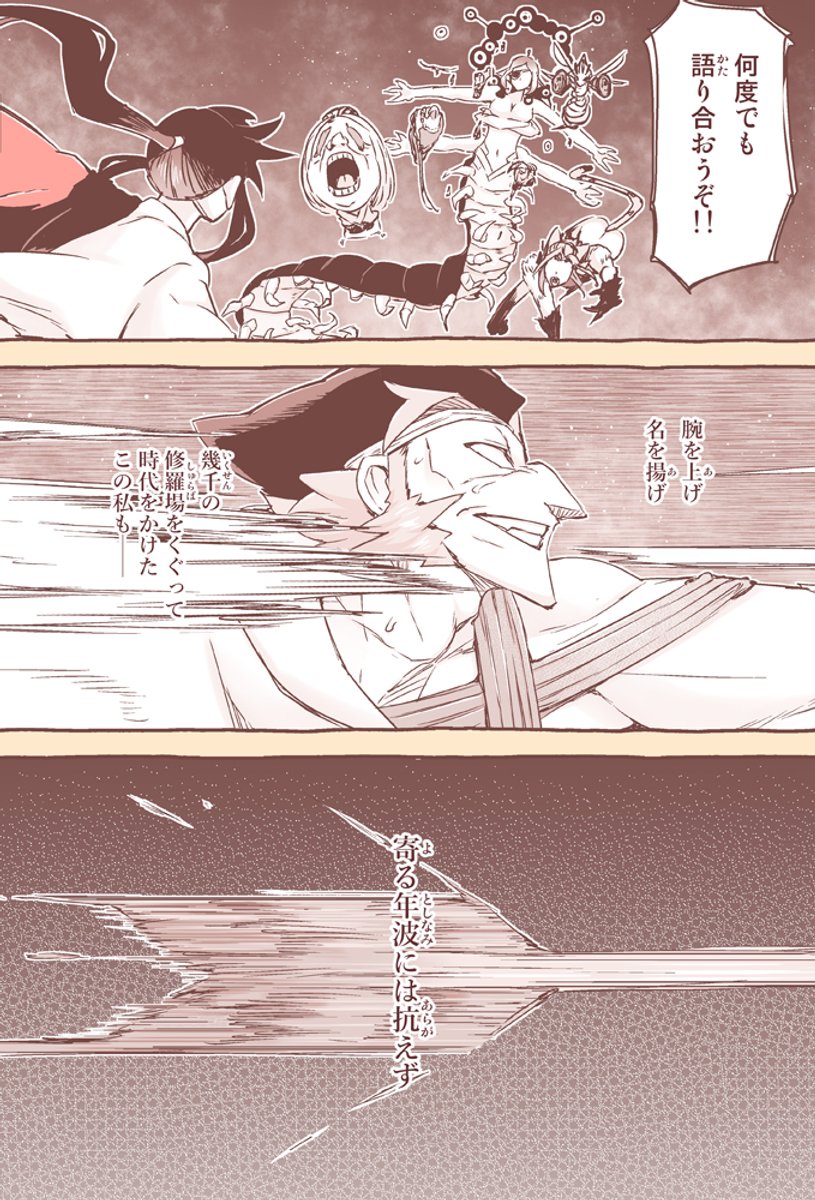 何度でも
語り合おうぞ!!
腕を上げ
名を揚げ
幾千の
修羅場をくぐって
時代をかけた
この私も──
寄る年波には抗えず